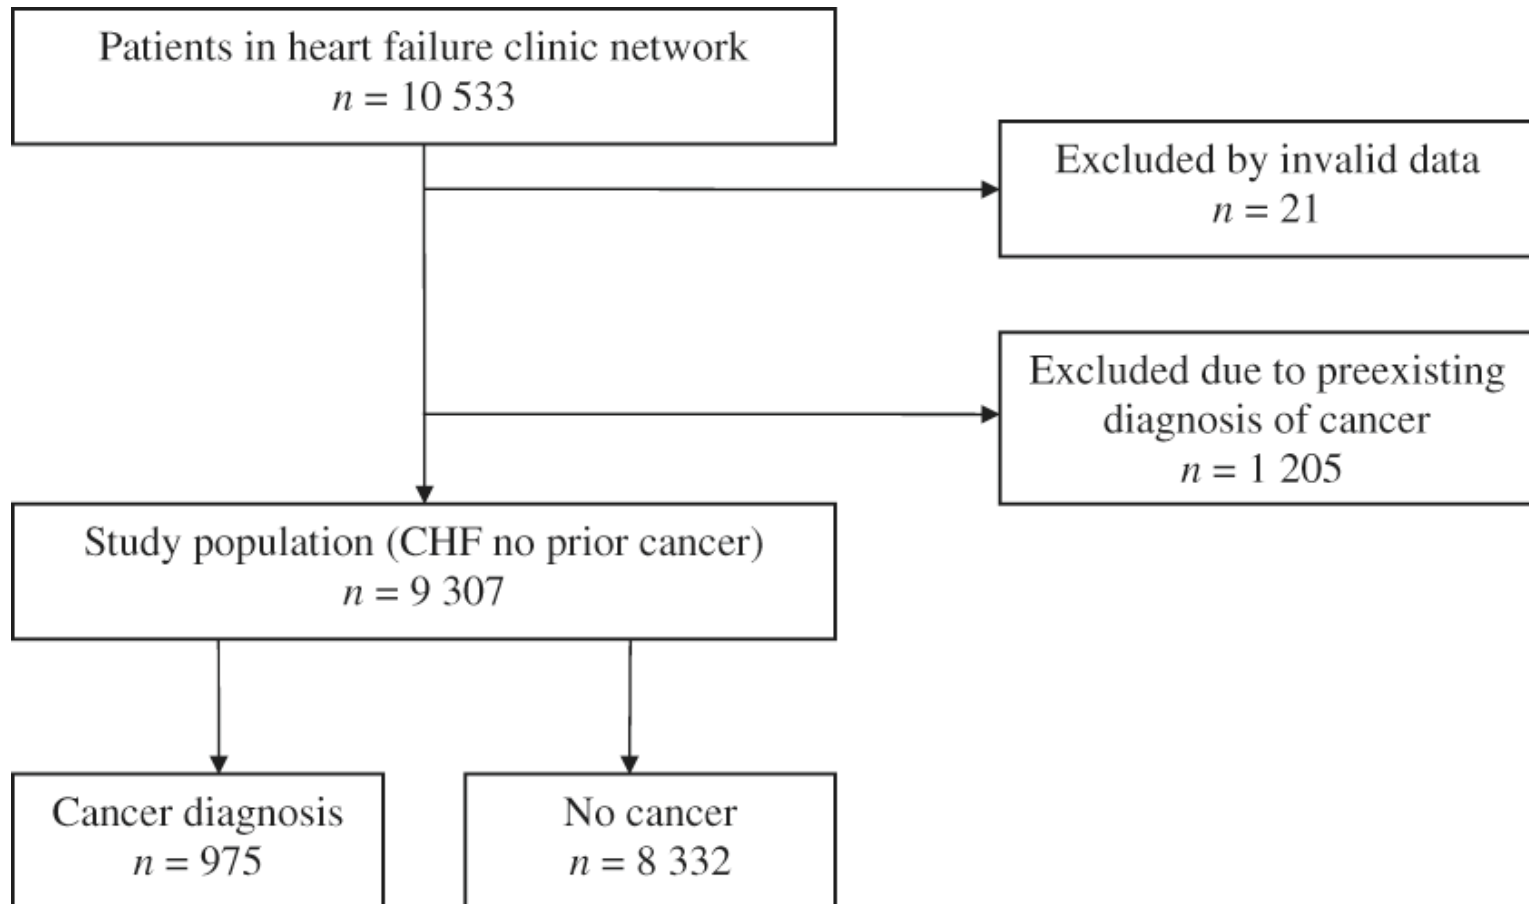 Patients in heart failure clinic network
n = 10 533
Excluded by invalid data
n = 21
Excluded due to preexisting
diagnosis of cancer
n = 1 205
Study population (CHF no prior cancer)
n = 9 307
Cancer diagnosis
n = 975
No cancer
n = 8 332